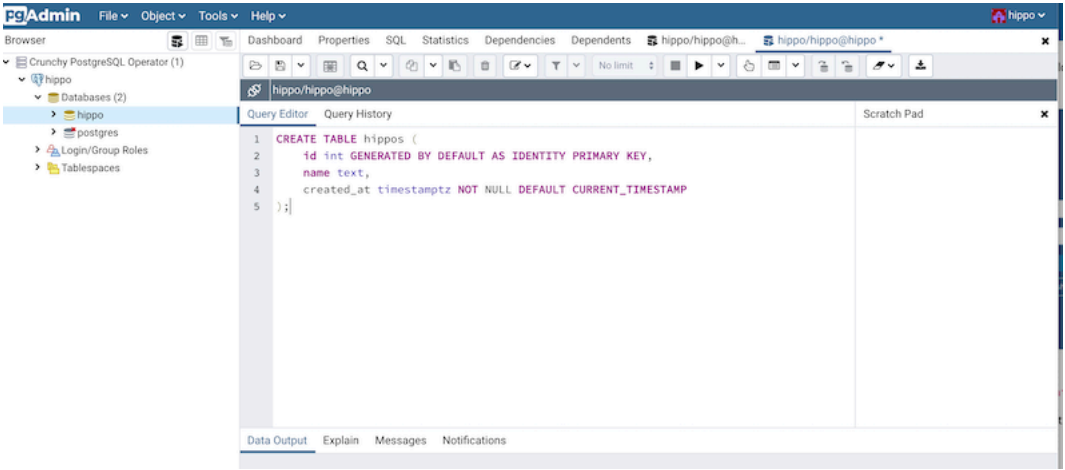 pgAdmin File Object Tools Help hippo
Browser Dashboard Properties SQL Statistics Dependencies Dependents hippo/hippo@h... hippo/hippo@hippo *
Crunchy PostgreSQL Operator (1)
hippo
Databases (2)
hippo
postgres
Login/Group Roles
Tablespaces
No limit
hippo/hippo@hippo
Query Editor Query History Scratch Pad
1 CREATE TABLE hippos (
2 id int GENERATED BY DEFAULT AS IDENTITY PRIMARY KEY,
3 name text,
4 created_at timestamptz NOT NULL DEFAULT CURRENT_TIMESTAMP
5 );
Data Output Explain Messages Notifications